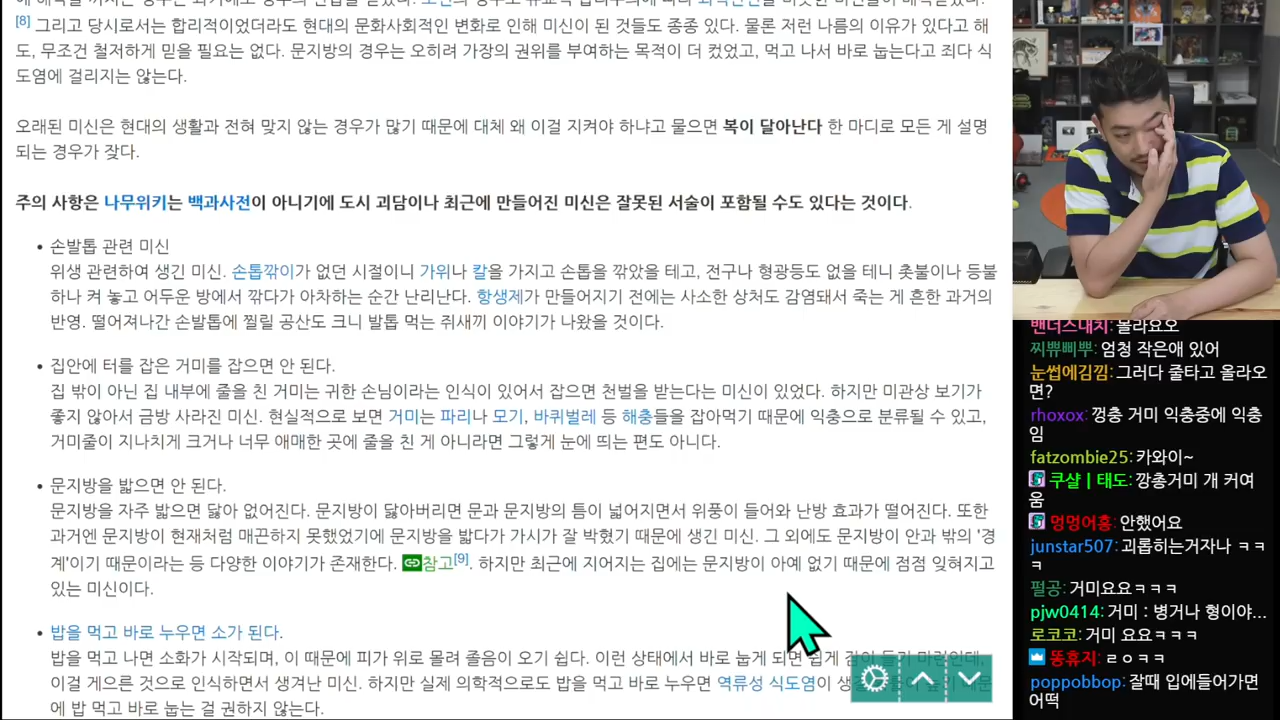 [8] 그리고 당시로서는 합리적이었더라도 현대의 문화사회적인 변화로 인해 미신이 된 것들도 종종 있다. 물론 저런 나름의 이유가 있다고 해
도, 무조건 철저하게 믿을 필요는 없다. 문지방의 경우는 오히려 가장의 권위를 부여하는 목적이 더 컸었고, 먹고 나서 바로 눕는다고 죄다 식
도염에 걸리지는 않는다.
오래된 미신은 현대의 생활과 전혀 맞지 않는 경우가 많기 때문에 대체 왜 이걸 지켜야 하냐고 물으면 복이 달아난다 한 마디로 모든 게 설명
되는 경우가 잦다.
주의 사항은 나무위키는 백과사전이 아니기에 도시 괴담이나 최근에 만들어진 미신은 잘못된 서술이 포함될 수도 있다는 것이다.
• 손발톱 관련 미신
위생 관련하여 생긴 미신. 손톱깎이가 없던 시절이니 가위나 칼을 가지고 손톱을 깎았을 테고, 전구나 형광등도 없을 테니 촛불이나 등불
하나 켜 놓고 어두운 방에서 깎다가 아차하는 순간 난리난다. 항생제가 만들어지기 전에는 사소한 상처도 감염돼서 죽는 게 흔한 과거의
반영. 떨어져나간 손발톱에 찔릴 공산도 크니 발톱 먹는 쥐새끼 이야기가 나왔을 것이다.
• 집안에 터를 잡은 거미를 잡으면 안 된다.
집 밖이 아닌 집 내부에 줄을 친 거미는 귀한 손님이라는 인식이 있어서 잡으면 천벌을 받는다는 미신이 있었다. 하지만 미관상 보기가
좋지 않아서 금방 사라진 미신. 현실적으로 보면 거미는 파리나 모기, 바퀴벌레 등 해충들을 잡아먹기 때문에 익충으로 분류될 수 있고,
거미줄이 지나치게 크거나 너무 애매한 곳에 줄을 친 게 아니라면 그렇게 눈에 띄는 편도 아니다.
• 문지방을 밟으면 안 된다.
문지방을 자주 밟으면 닳아 없어진다. 문지방이 닳아버리면 문과 문지방의 틈이 넓어지면서 위풍이 들어와 난방 효과가 떨어진다. 또한
과거엔 문지방이 현재처럼 매끈하지 못했었기에 문지방을 밟다가 가시가 잘 박혔기 때문에 생긴 미신. 그 외에도 문지방이 안과 밖의 '경
계'이기 때문이라는 등 다양한 이야기가 존재한다. 참고[9]. 하지만 최근에 지어지는 집에는 문지방이 아예 없기 때문에 점점 잊혀지고
있는 미신이다.
• 밥을 먹고 바로 누우면 소가 된다.
밥을 먹고 나면 소화가 시작되며, 이 때문에 피가 위로 몰려 졸음이 오기 쉽다. 이런 상태에서 바로 눕게 되면 쉽게 잠이 들기 마련인데,
이걸 게으른 것으로 인식하면서 생겨난 미신. 하지만 실제 의학적으로도 밥을 먹고 바로 누우면 역류성 식도염이 생길
에 밥 먹고 바로 눕는 걸 권하지 않는다.
밴더스내치: 몰라요오
찌쀼삐뿌: 엄청 작은애 있어
눈썹에김낌: 그러다 줄타고 올라오
면?
rhoxox: 껑충 거미 익충중에 익충
임
fatzombie25: 카와이~
쿠샬 | 태도: 깡총거미 개 커여
움
멍멍어흥: 안했어요
junstar507: 괴롭히는거자나 ㅋㅋ
ㅋ
펄공: 거미요요ㅋㅋㅋ
pjw0414: 거미 : 병거나 형이야...
로코코: 거미 요요ㅋㅋㅋ
똥휴지: ㄹㅇㅋㅋ
poppobbop: 잘때 입에들어가면
어떡